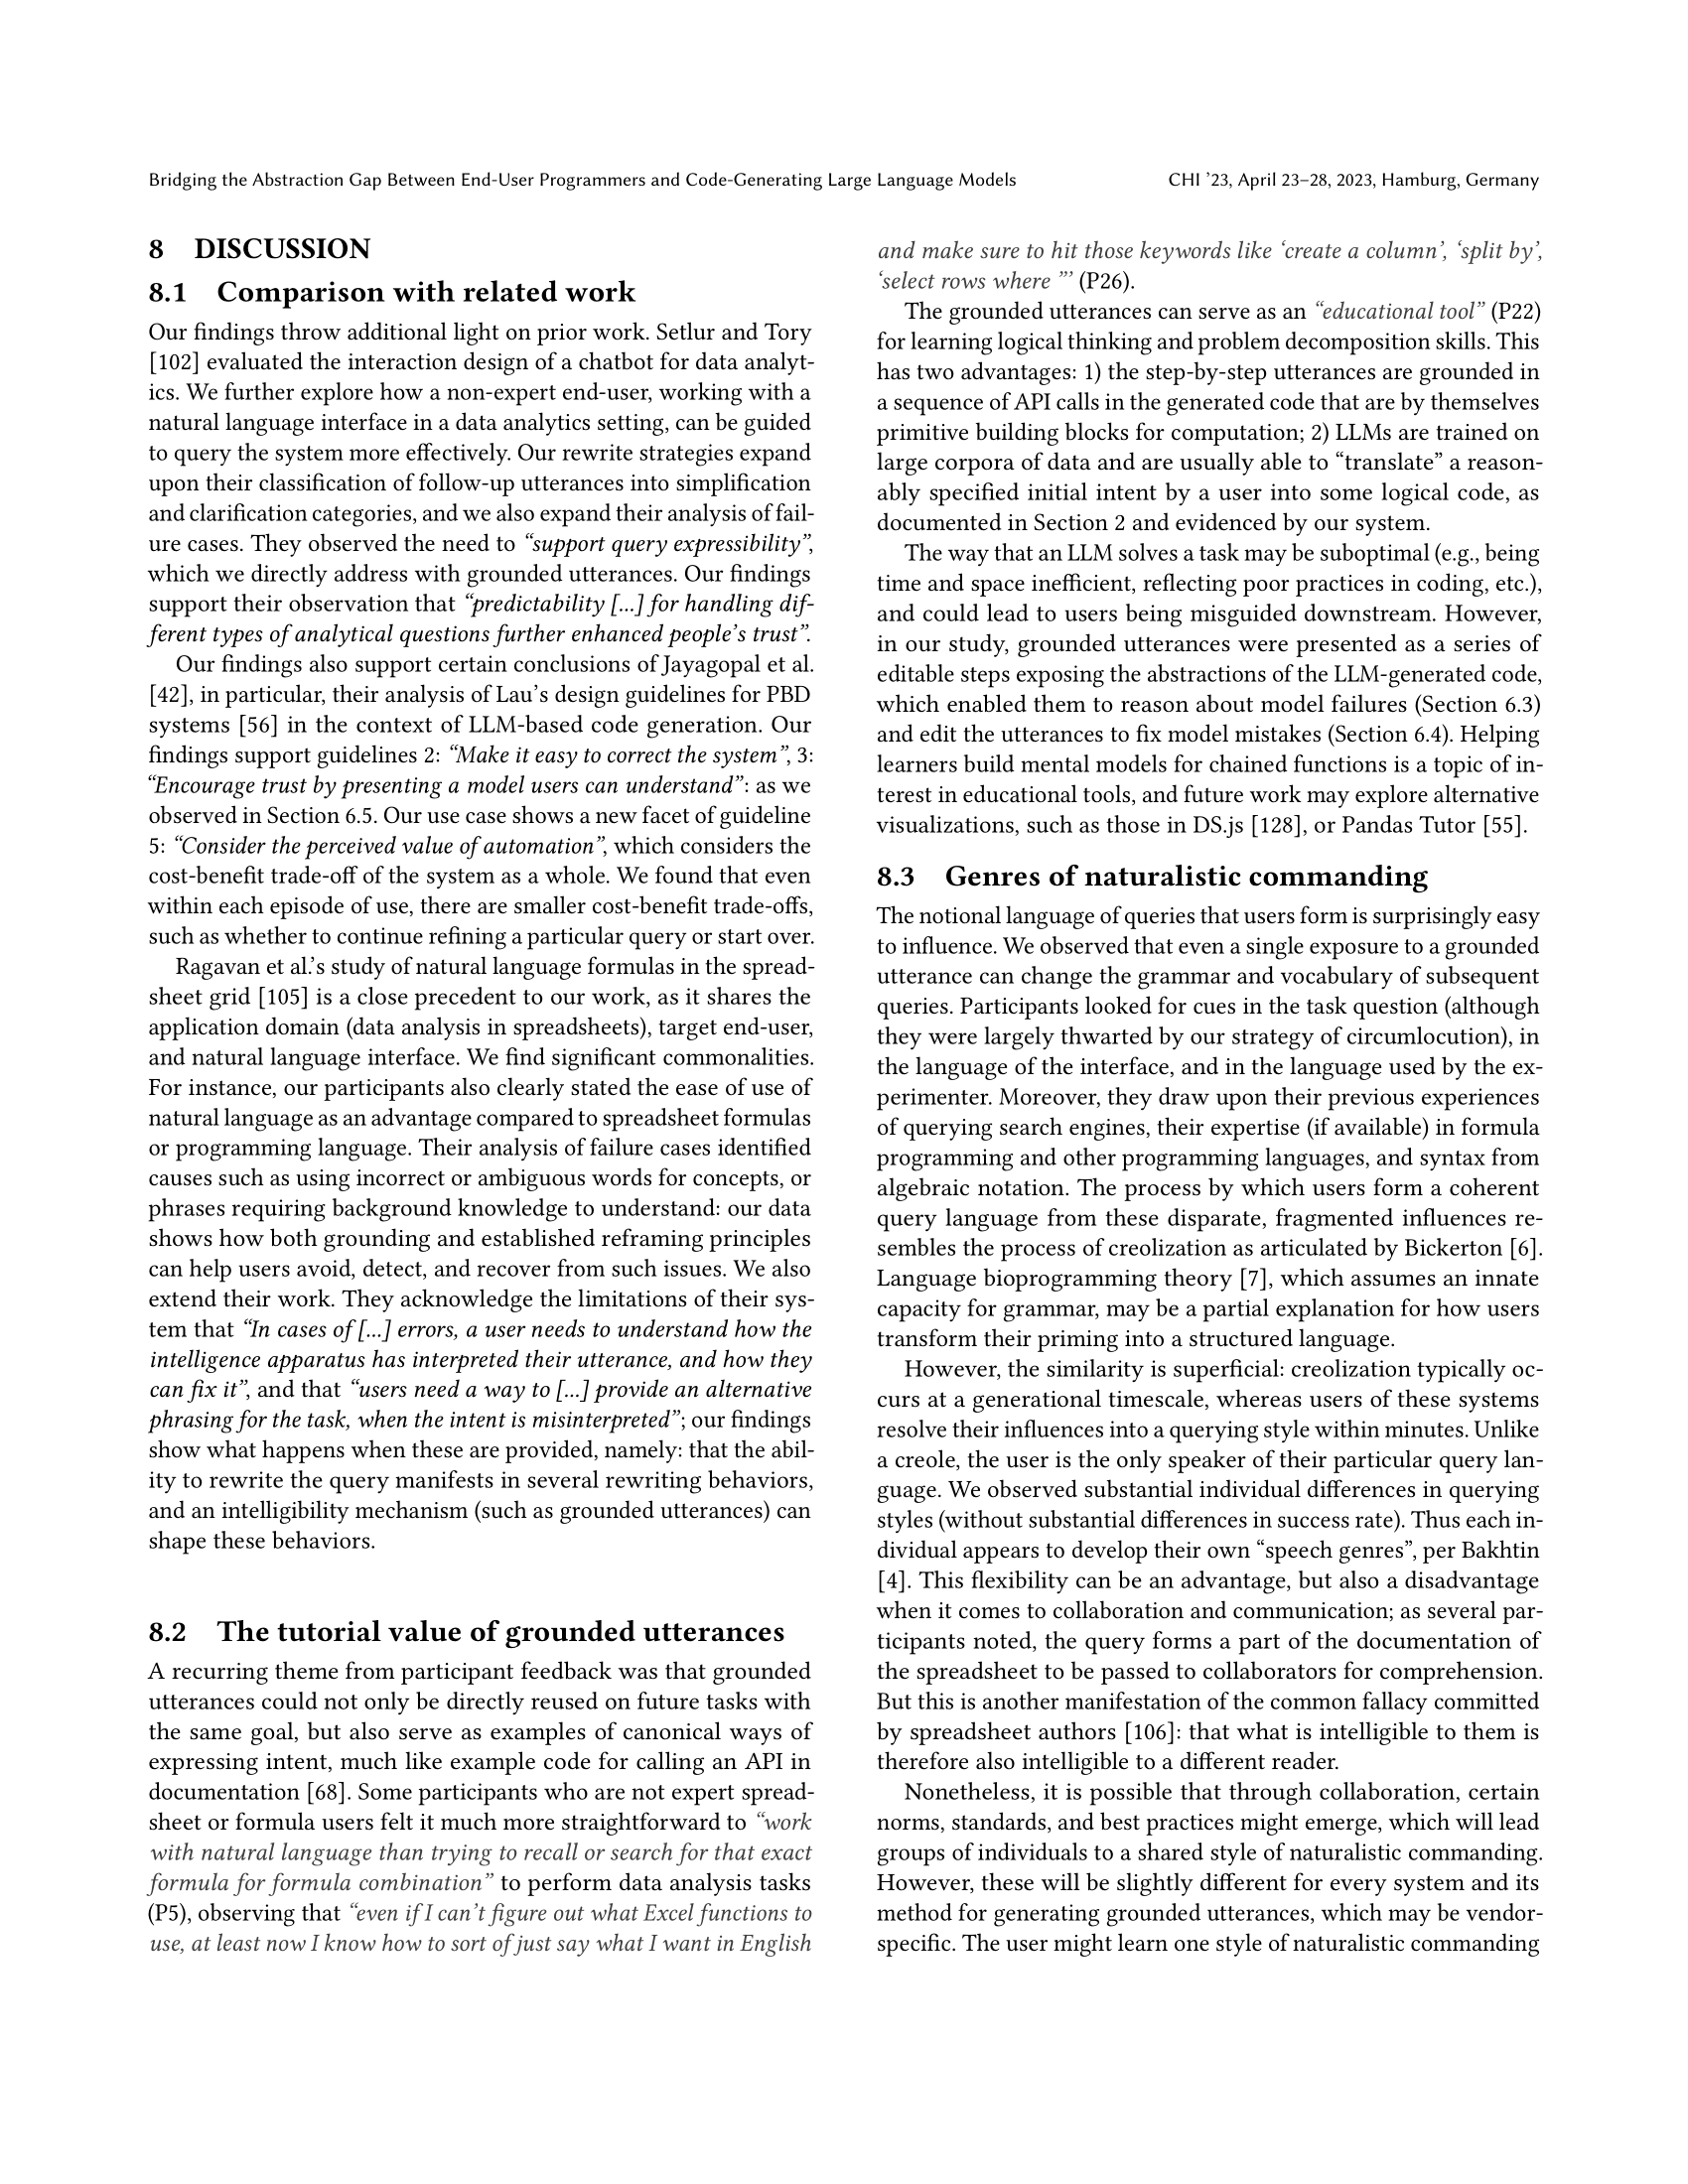 Bridging the Abstraction Gap Between End-User Programmers and Code-Generating Large Language Models
CHI ’23, April 23–28, 2023, Hamburg, Germany
8 DISCUSSION
8.1 Comparison with related work
Our findings throw additional light on prior work. Setlur and Tory
[102] evaluated the interaction design of a chatbot for data analyt-
ics. We further explore how a non-expert end-user, working with a
natural language interface in a data analytics setting, can be guided
to query the system more effectively. Our rewrite strategies expand
upon their classification of follow-up utterances into simplification
and clarification categories, and we also expand their analysis of fail-
ure cases. They observed the need to “support query expressibility”,
which we directly address with grounded utterances. Our findings
support their observation that “predictability [...] for handling dif-
ferent types of analytical questions further enhanced people’s trust”.
Our findings also support certain conclusions of Jayagopal et al.
[42], in particular, their analysis of Lau’s design guidelines for PBD
systems [56] in the context of LLM-based code generation. Our
findings support guidelines 2: “Make it easy to correct the system”, 3:
“Encourage trust by presenting a model users can understand”: as we
observed in Section 6.5. Our use case shows a new facet of guideline
5: “Consider the perceived value of automation”, which considers the
cost-benefit trade-off of the system as a whole. We found that even
within each episode of use, there are smaller cost-benefit trade-offs,
such as whether to continue refining a particular query or start over.
Ragavan et al.’s study of natural language formulas in the spread-
sheet grid [105] is a close precedent to our work, as it shares the
application domain (data analysis in spreadsheets), target end-user,
and natural language interface. We find significant commonalities.
For instance, our participants also clearly stated the ease of use of
natural language as an advantage compared to spreadsheet formulas
or programming language. Their analysis of failure cases identified
causes such as using incorrect or ambiguous words for concepts, or
phrases requiring background knowledge to understand: our data
shows how both grounding and established reframing principles
can help users avoid, detect, and recover from such issues. We also
extend their work. They acknowledge the limitations of their sys-
tem that “In cases of [...] errors, a user needs to understand how the
intelligence apparatus has interpreted their utterance, and how they
can fix it”, and that “users need a way to [...] provide an alternative
phrasing for the task, when the intent is misinterpreted”; our findings
show what happens when these are provided, namely: that the abil-
ity to rewrite the query manifests in several rewriting behaviors,
and an intelligibility mechanism (such as grounded utterances) can
shape these behaviors.
8.2 The tutorial value of grounded utterances
A recurring theme from participant feedback was that grounded
utterances could not only be directly reused on future tasks with
the same goal, but also serve as examples of canonical ways of
expressing intent, much like example code for calling an API in
documentation [68]. Some participants who are not expert spread-
sheet or formula users felt it much more straightforward to “work
with natural language than trying to recall or search for that exact
formula for formula combination” to perform data analysis tasks
(P5), observing that “even if I can’t figure out what Excel functions to
use, at least now I know how to sort of just say what I want in English
and make sure to hit those keywords like ‘create a column’, ‘split by’,
‘select rows where ”’ (P26).
The grounded utterances can serve as an “educational tool” (P22)
for learning logical thinking and problem decomposition skills. This
has two advantages: 1) the step-by-step utterances are grounded in
a sequence of API calls in the generated code that are by themselves
primitive building blocks for computation; 2) LLMs are trained on
large corpora of data and are usually able to “translate” a reason-
ably specified initial intent by a user into some logical code, as
documented in Section 2 and evidenced by our system.
The way that an LLM solves a task may be suboptimal (e.g., being
time and space inefficient, reflecting poor practices in coding, etc.),
and could lead to users being misguided downstream. However,
in our study, grounded utterances were presented as a series of
editable steps exposing the abstractions of the LLM-generated code,
which enabled them to reason about model failures (Section 6.3)
and edit the utterances to fix model mistakes (Section 6.4). Helping
learners build mental models for chained functions is a topic of in-
terest in educational tools, and future work may explore alternative
visualizations, such as those in DS.js [128], or Pandas Tutor [55].
8.3 Genres of naturalistic commanding
The notional language of queries that users form is surprisingly easy
to influence. We observed that even a single exposure to a grounded
utterance can change the grammar and vocabulary of subsequent
queries. Participants looked for cues in the task question (although
they were largely thwarted by our strategy of circumlocution), in
the language of the interface, and in the language used by the ex-
perimenter. Moreover, they draw upon their previous experiences
of querying search engines, their expertise (if available) in formula
programming and other programming languages, and syntax from
algebraic notation. The process by which users form a coherent
query language from these disparate, fragmented influences re-
sembles the process of creolization as articulated by Bickerton [6].
Language bioprogramming theory [7], which assumes an innate
capacity for grammar, may be a partial explanation for how users
transform their priming into a structured language.
However, the similarity is superficial: creolization typically oc-
curs at a generational timescale, whereas users of these systems
resolve their influences into a querying style within minutes. Unlike
a creole, the user is the only speaker of their particular query lan-
guage. We observed substantial individual differences in querying
styles (without substantial differences in success rate). Thus each in-
dividual appears to develop their own “speech genres”, per Bakhtin
[4]. This flexibility can be an advantage, but also a disadvantage
when it comes to collaboration and communication; as several par-
ticipants noted, the query forms a part of the documentation of
the spreadsheet to be passed to collaborators for comprehension.
But this is another manifestation of the common fallacy committed
by spreadsheet authors [106]: that what is intelligible to them is
therefore also intelligible to a different reader.
Nonetheless, it is possible that through collaboration, certain
norms, standards, and best practices might emerge, which will lead
groups of individuals to a shared style of naturalistic commanding.
However, these will be slightly different for every system and its
method for generating grounded utterances, which may be vendor-
specific. The user might learn one style of naturalistic commanding